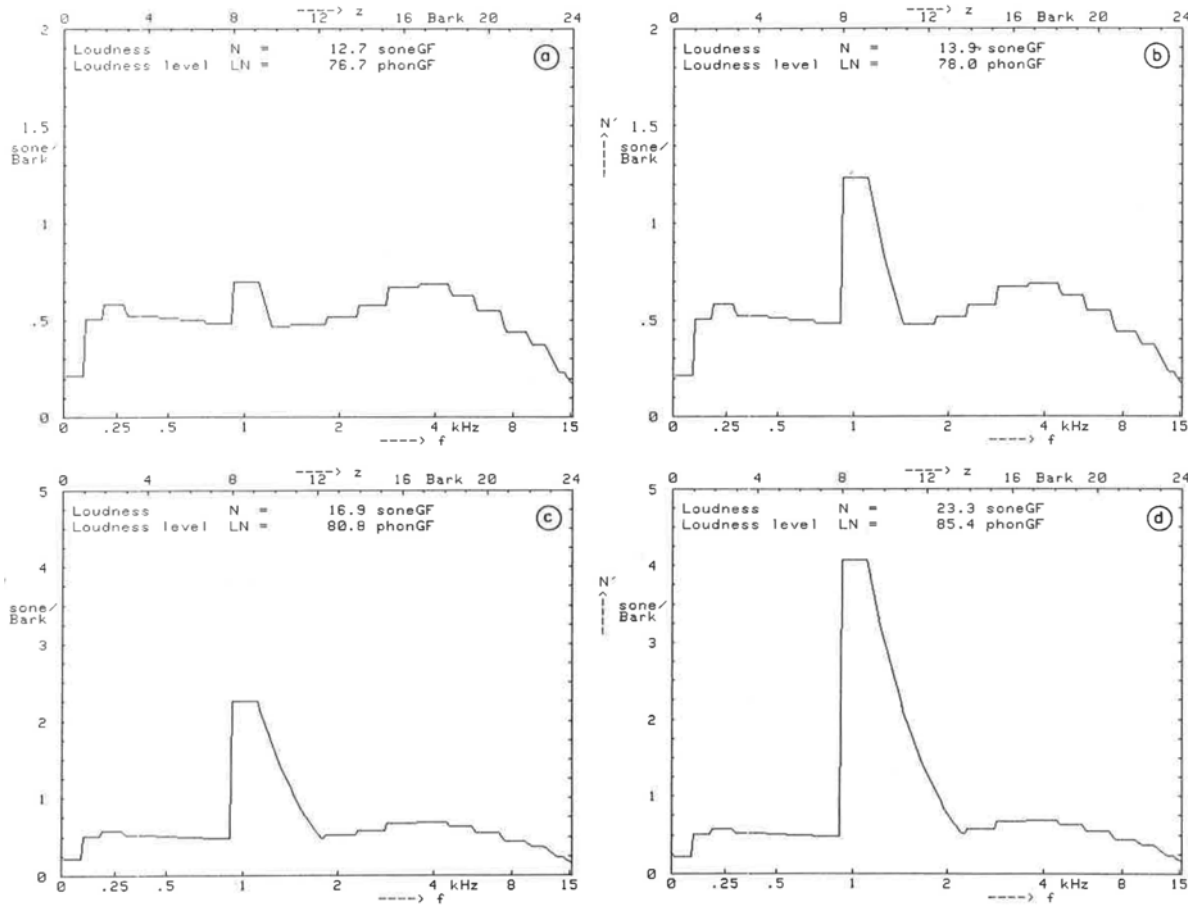 ----> z
0 4 8 12 16 Bark 20 24
2
Loudness N = 12.7 soneGF
Loudness level LN = 76.7 phonGF
a
1.5
sone/
Bark
1
.5
0
0 .25 .5 1 2 4 kHz 8 15
----> f
----> z
0 4 8 12 16 Bark 20 24
2
Loudness N = 13.9 soneGF
Loudness level LN = 78.0 phonGF
b
N'
1.5
sone/
Bark
1
.5
0
0 .25 .5 1 2 4 kHz 8 15
----> f
----> z
0 4 8 12 16 Bark 20 24
5
Loudness N = 16.9 soneGF
Loudness level LN = 80.8 phonGF
c
4
sone/
Bark
3
2
1
0
0 .25 .5 1 2 4 kHz 8 15
----> f
----> z
0 4 8 12 16 Bark 20 24
5
Loudness N = 23.3 soneGF
Loudness level LN = 85.4 phonGF
d
4
N'
sone/
Bark
3
2
1
0
0 .25 .5 1 2 4 kHz 8 15
----> f